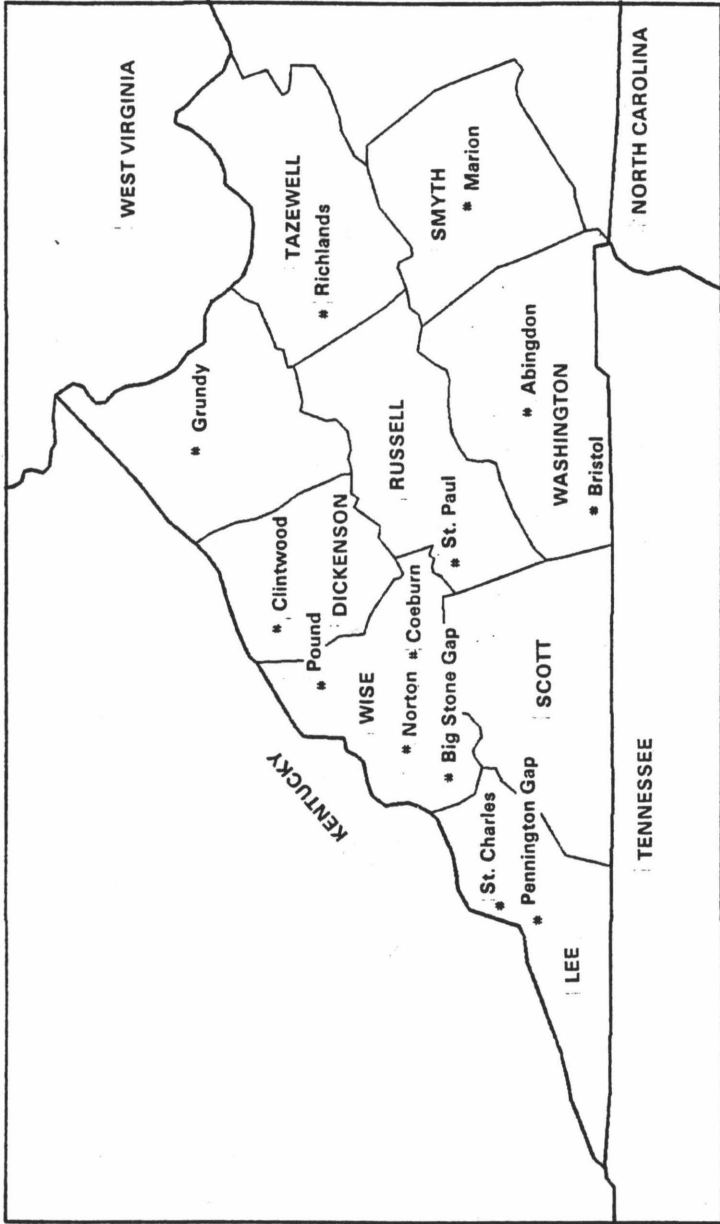 WEST VIRGINIA
KENTUCKY
TAZEWELL
# Richlands
# Grundy
# Clintwood
DICKENSON
# Pound
WISE
# Norton
# Coeburn
# Big Stone Gap
RUSSELL
# St. Paul
SMYTH
# Marion
# Abingdon
WASHINGTON
# Bristol
SCOTT
# St. Charles
# Pennington Gap
LEE
TENNESSEE
NORTH CAROLINA